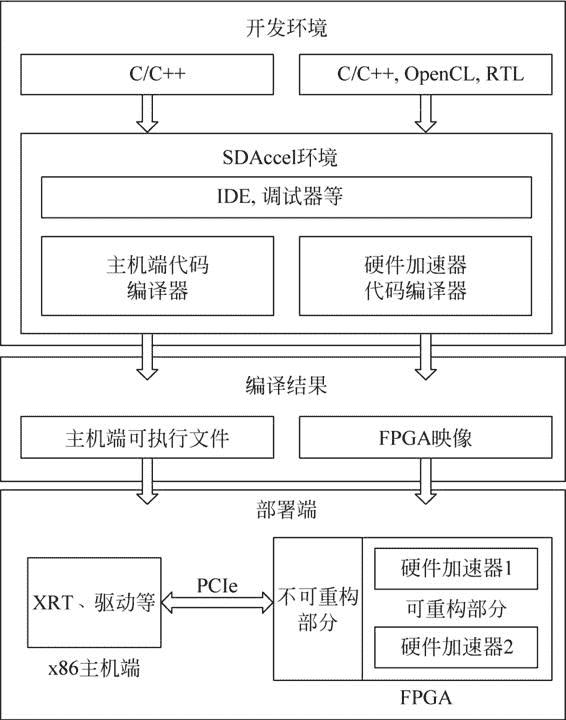 开发环境
C/C++
C/C++, OpenCL, RTL
SDAccel环境
IDE, 调试器等
主机端代码
编译器
硬件加速器
代码编译器
编译结果
主机端可执行文件
FPGA映像
部署端
XRT、驱动等
PCIe
不可重构
部分
硬件加速器1
可重构部分
硬件加速器2
x86主机端
FPGA